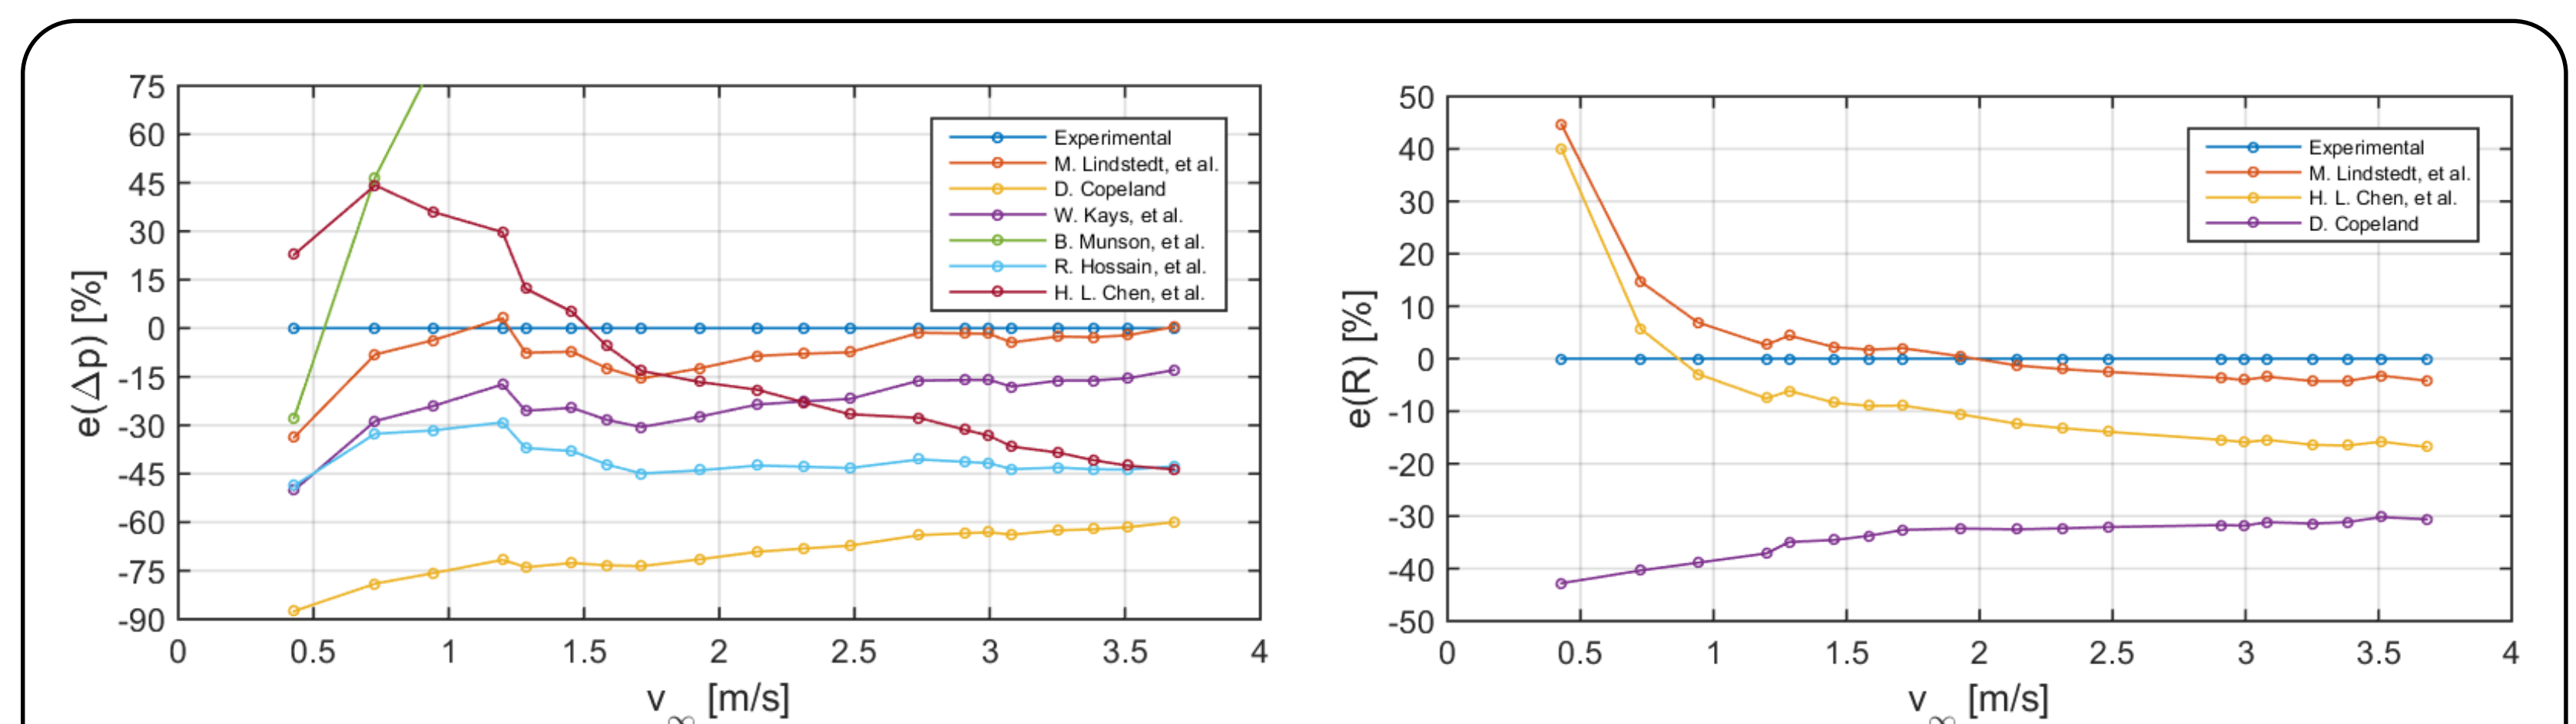 75
60
45
30
15
0
-15
-30
-45
-60
-75
-90
e(Δp) [%]
Experimental
M. Lindstedt, et al.
D. Copeland
W. Kays, et al.
B. Munson, et al.
R. Hossain, et al.
H. L. Chen, et al.
0 0.5 1 1.5 2 2.5 3 3.5 4
v∞ [m/s]
50
40
30
20
10
0
-10
-20
-30
-40
-50
e(R) [%]
Experimental
M. Lindstedt, et al.
H. L. Chen, et al.
D. Copeland
0 0.5 1 1.5 2 2.5 3 3.5 4
v∞ [m/s]